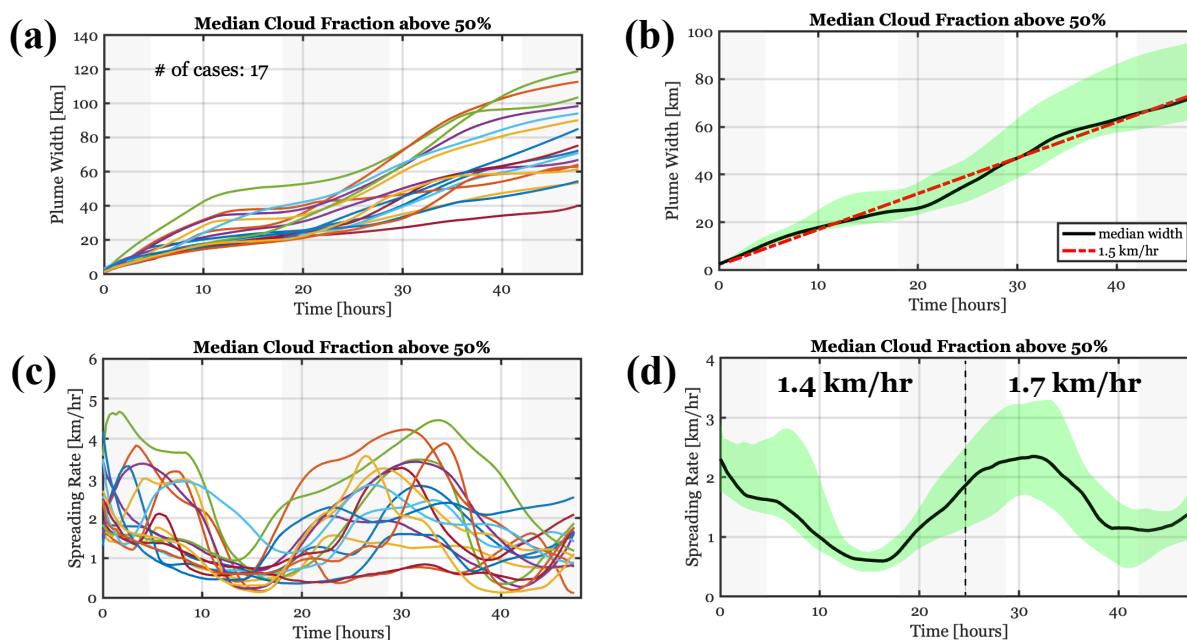 (a)
Median Cloud Fraction above 50%
# of cases: 17
Plume Width [km]
140
120
100
80
60
40
20
0
0
10
20
30
40
Time [hours]
(b)
Median Cloud Fraction above 50%
Plume Width [km]
100
80
60
40
20
0
median width
1.5 km/hr
0
10
20
30
40
Time [hours]
(c)
Median Cloud Fraction above 50%
Spreading Rate [km/hr]
6
5
4
3
2
1
0
0
10
20
30
40
Time [hours]
(d)
Median Cloud Fraction above 50%
1.4 km/hr
1.7 km/hr
Spreading Rate [km/hr]
4
3
2
1
0
0
10
20
30
40
Time [hours]